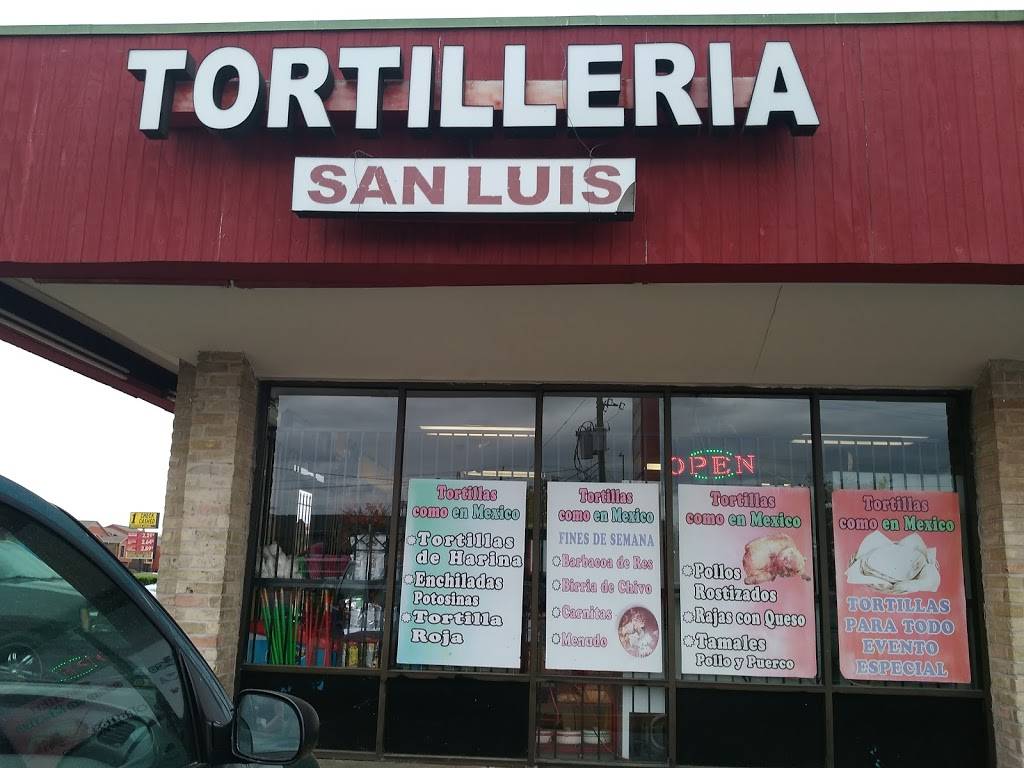 TORTILLERIA
SAN LUIS
OPEN
Tortillas
como en Mexico
*Tortillas
de Harina
*Enchiladas
Potosinas
*Tortilla
Roja
Tortillas
como en Mexico
FINES DE SEMANA
*Barbacoa de Res
*Birria de Chivo
*Carnitas
*Menudo
Tortillas
como en Mexico
*Pollos
Rostizados
*Rajas con Queso
*Tamales
Pollo y Puerco
Tortillas
como en Mexico
TORTILLAS
PARA TODO
EVENTO
ESPECIAL